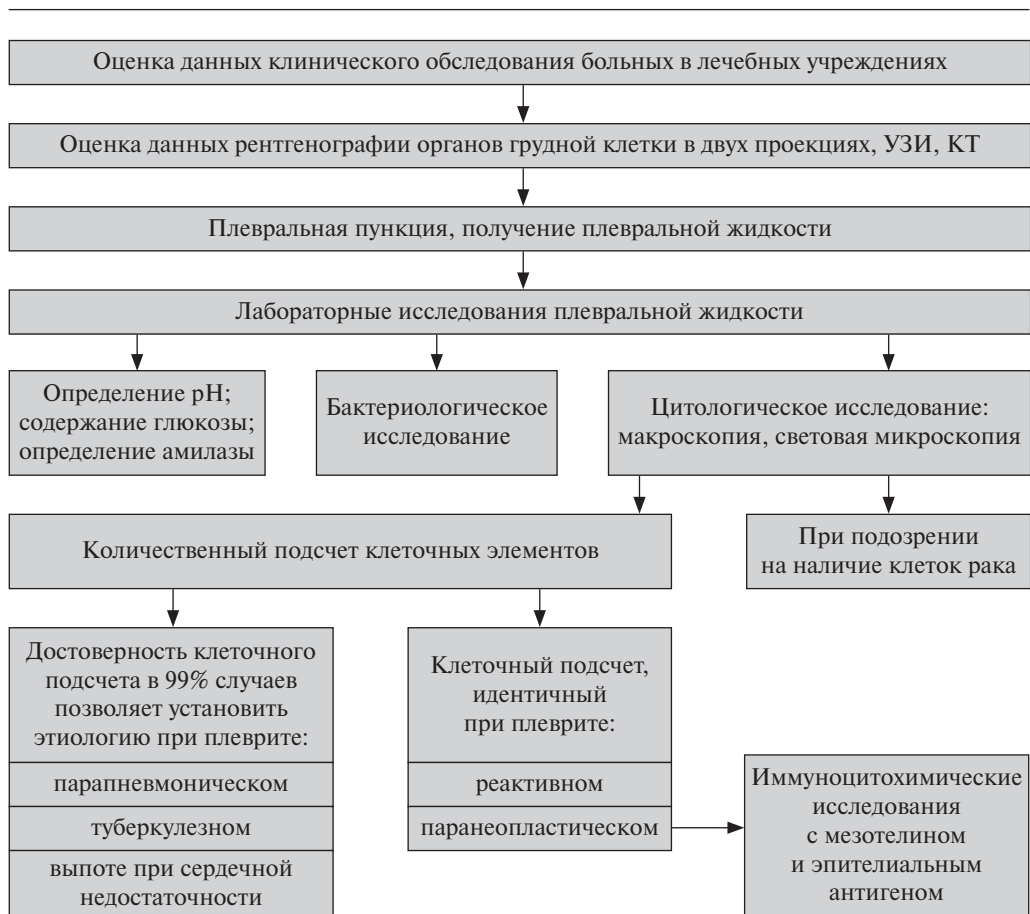 Оценка данных клинического обследования больных в лечебных учреждениях
Оценка данных рентгенографии органов грудной клетки в двух проекциях, УЗИ, КТ
Плевральная пункция, получение плевральной жидкости
Лабораторные исследования плевральной жидкости
Определение pH;
содержание глюкозы;
определение амилазы
Бактериологическое
исследование
Цитологическое исследование:
макроскопия, световая микроскопия
Количественный подсчет клеточных элементов
При подозрении
на наличие клеток рака
Достоверность клеточного
подсчета в 99% случаев
позволяет установить
этиологию при плеврите:
парапневмоническом
туберкулезном
выпоте при сердечной
недостаточности
Клеточный подсчет,
идентичный
при плеврите:
реактивном
паранеопластическом
Иммуноцитохимические
исследования
с мезотелином
и эпителиальным
антигеном